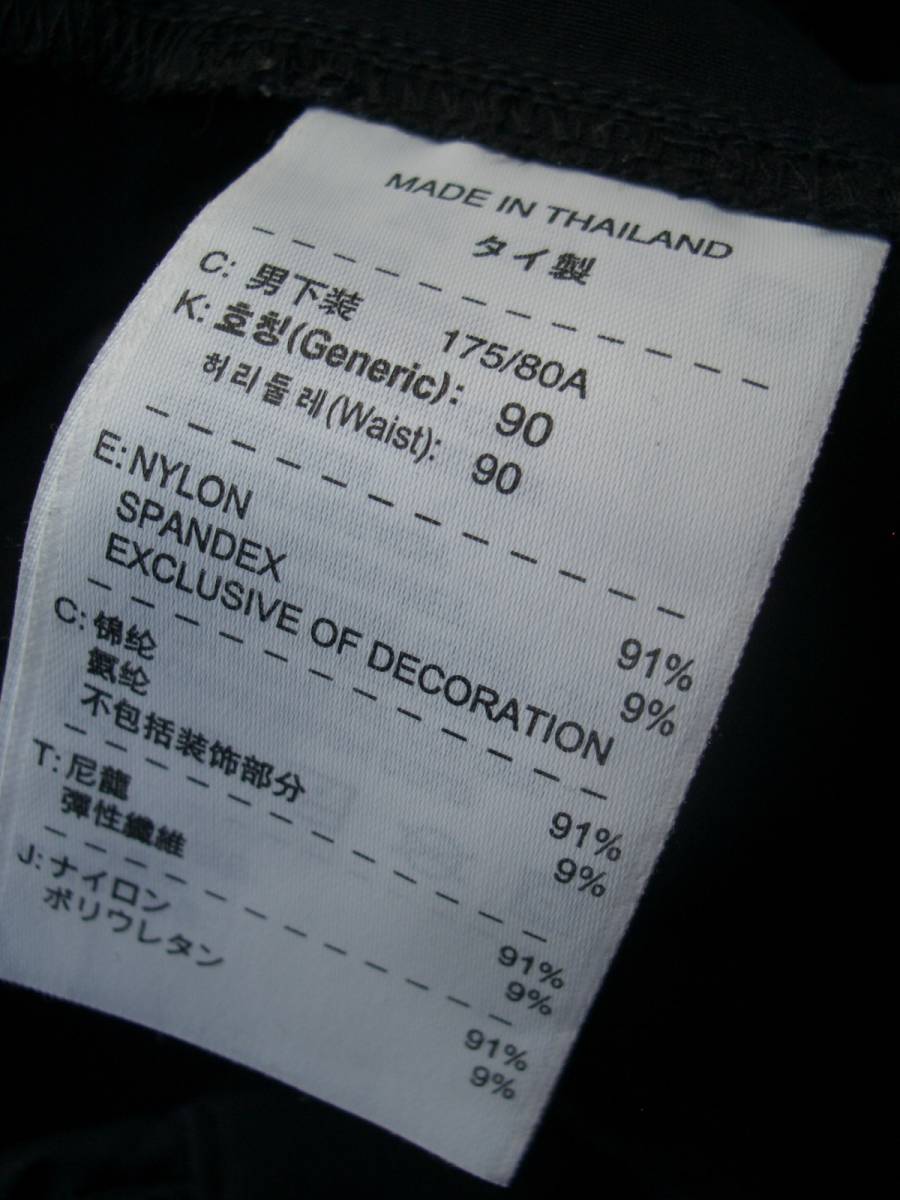 MADE IN THAILAND
タイ製
C: 男下装 175/80A
K: 호칭(Generic): 90
허리둘레(Waist): 90
E: NYLON 91%
SPANDEX 9%
EXCLUSIVE OF DECORATION
C: 锦纶 91%
氨纶 9%
不包括装饰部分
T: 尼龍 91%
彈性纖維 9%
J: ナイロン 91%
ポリウレタン 9%